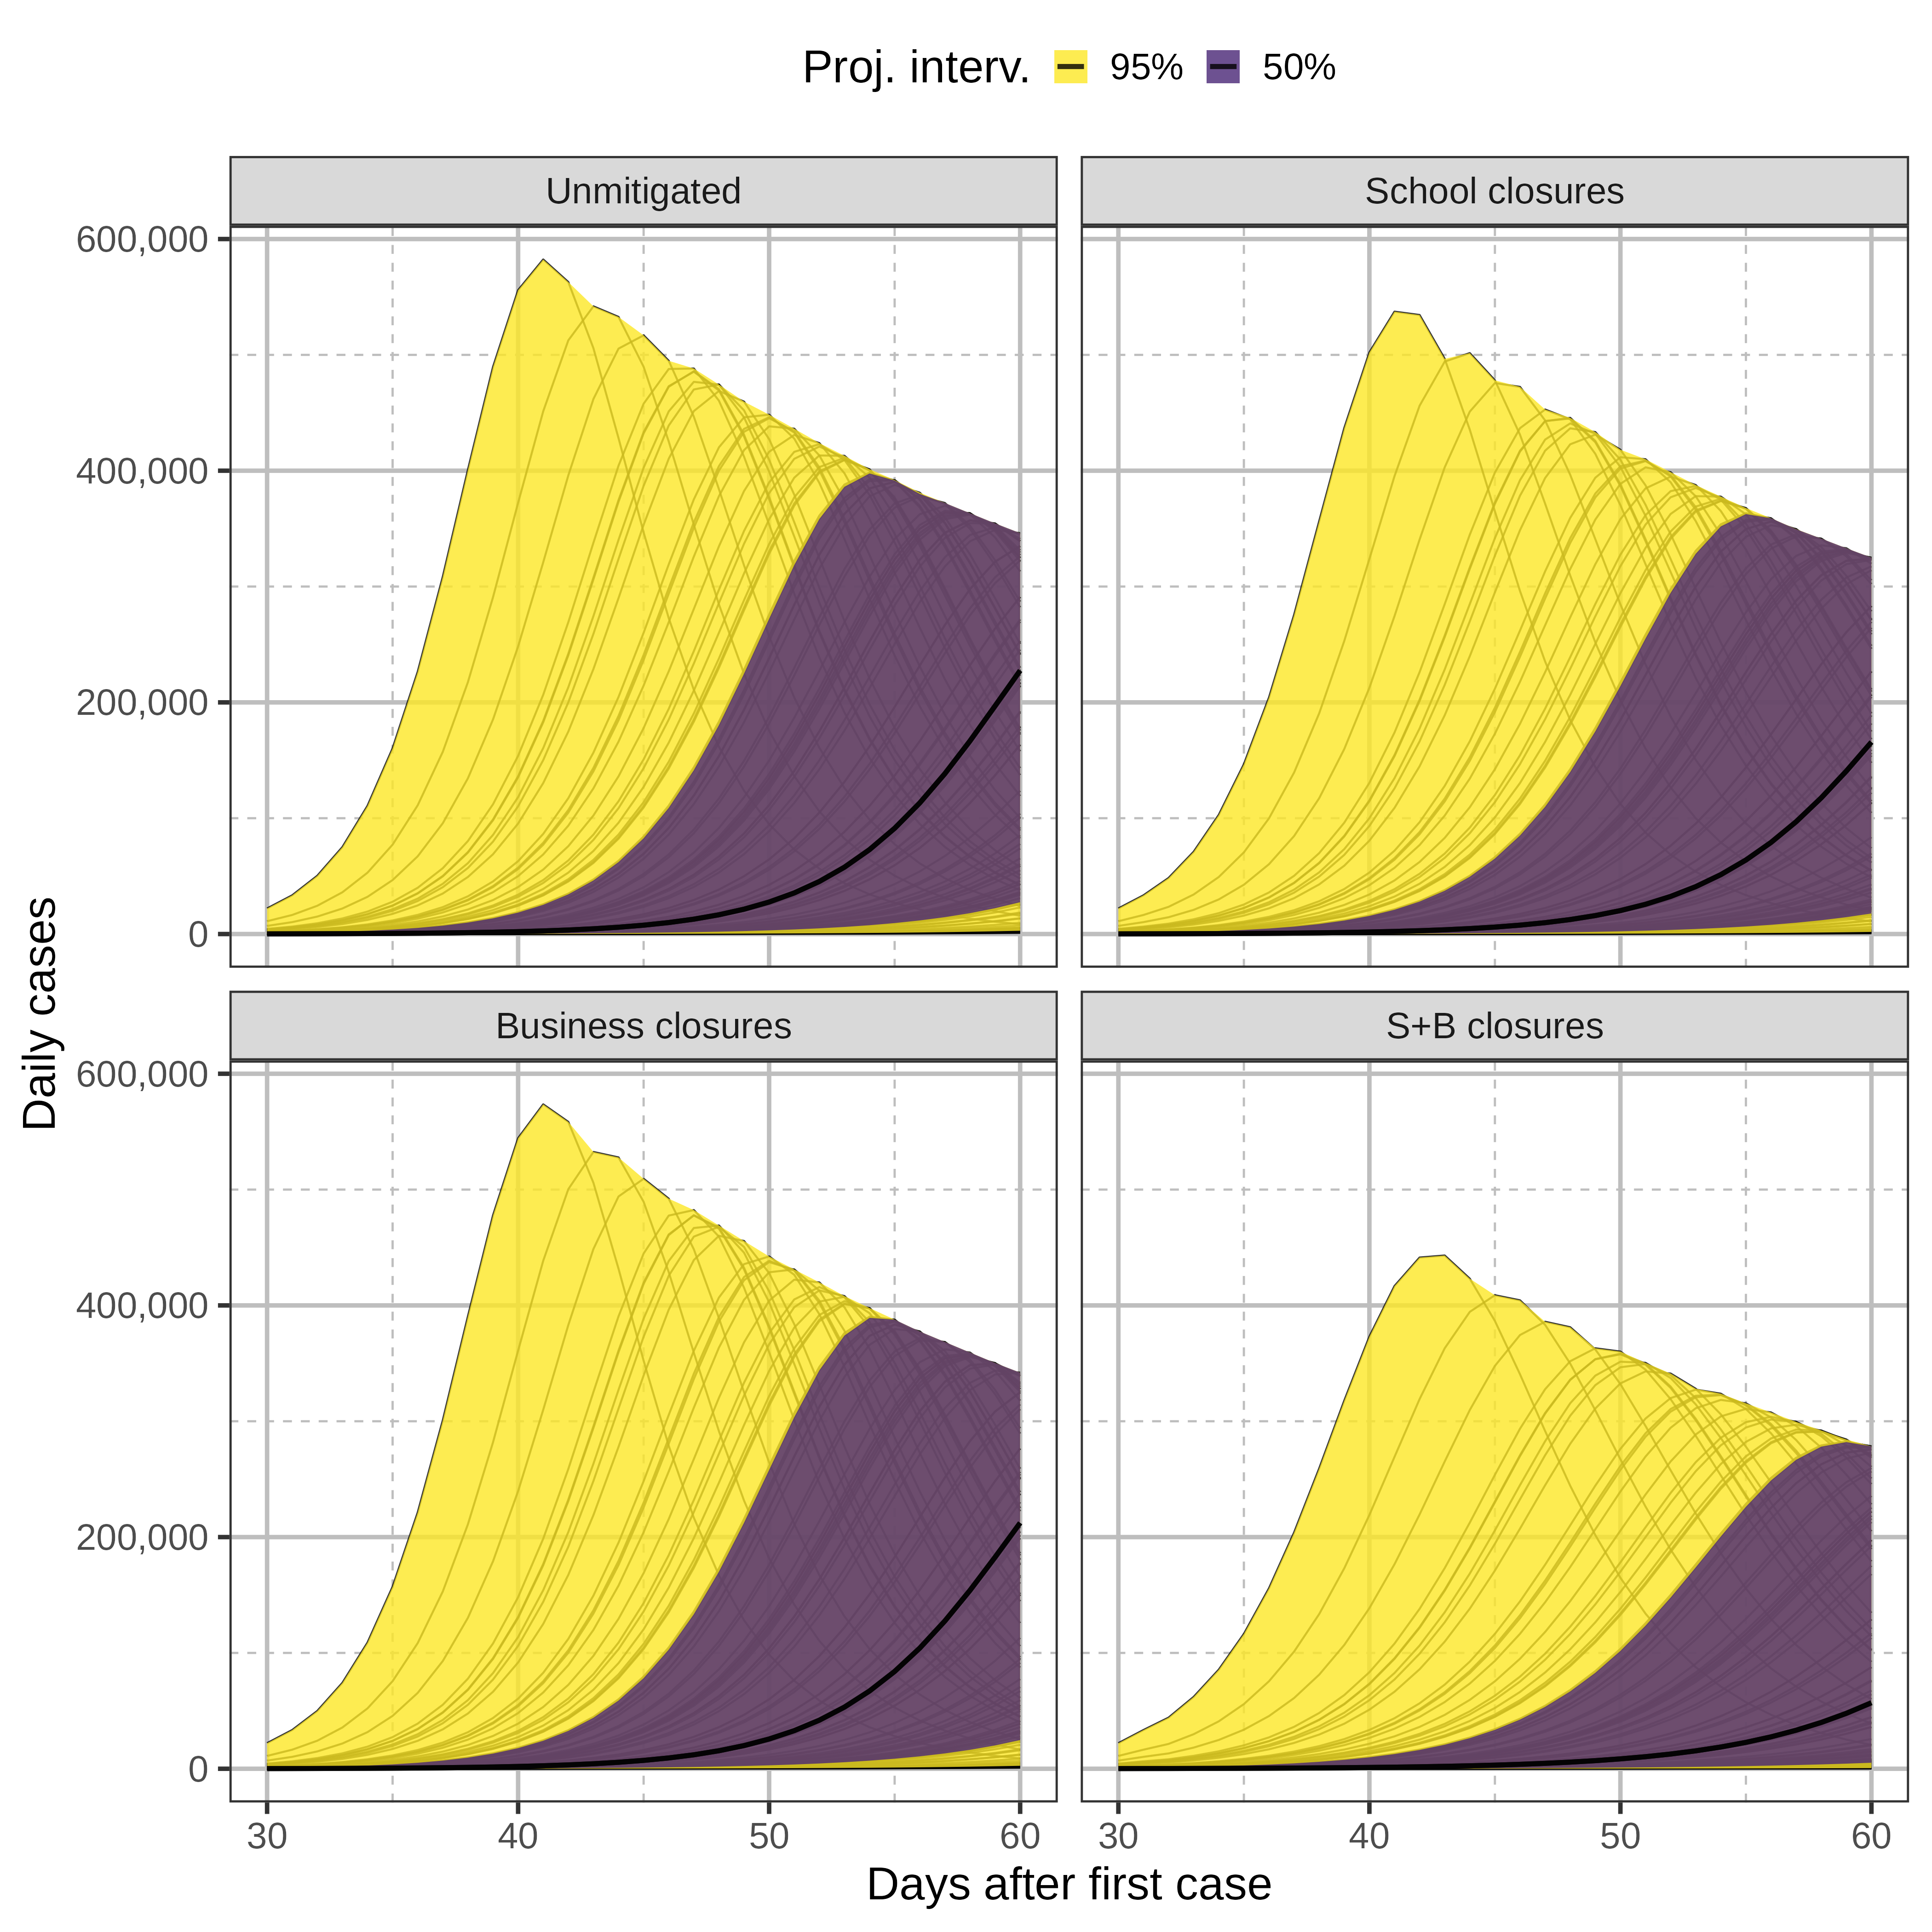 Proj. interv. 95% 50%
Unmitigated
School closures
600,000
400,000
200,000
0
Business closures
S+B closures
600,000
400,000
200,000
0
Daily cases
30 40 50 60
30 40 50 60
Days after first case